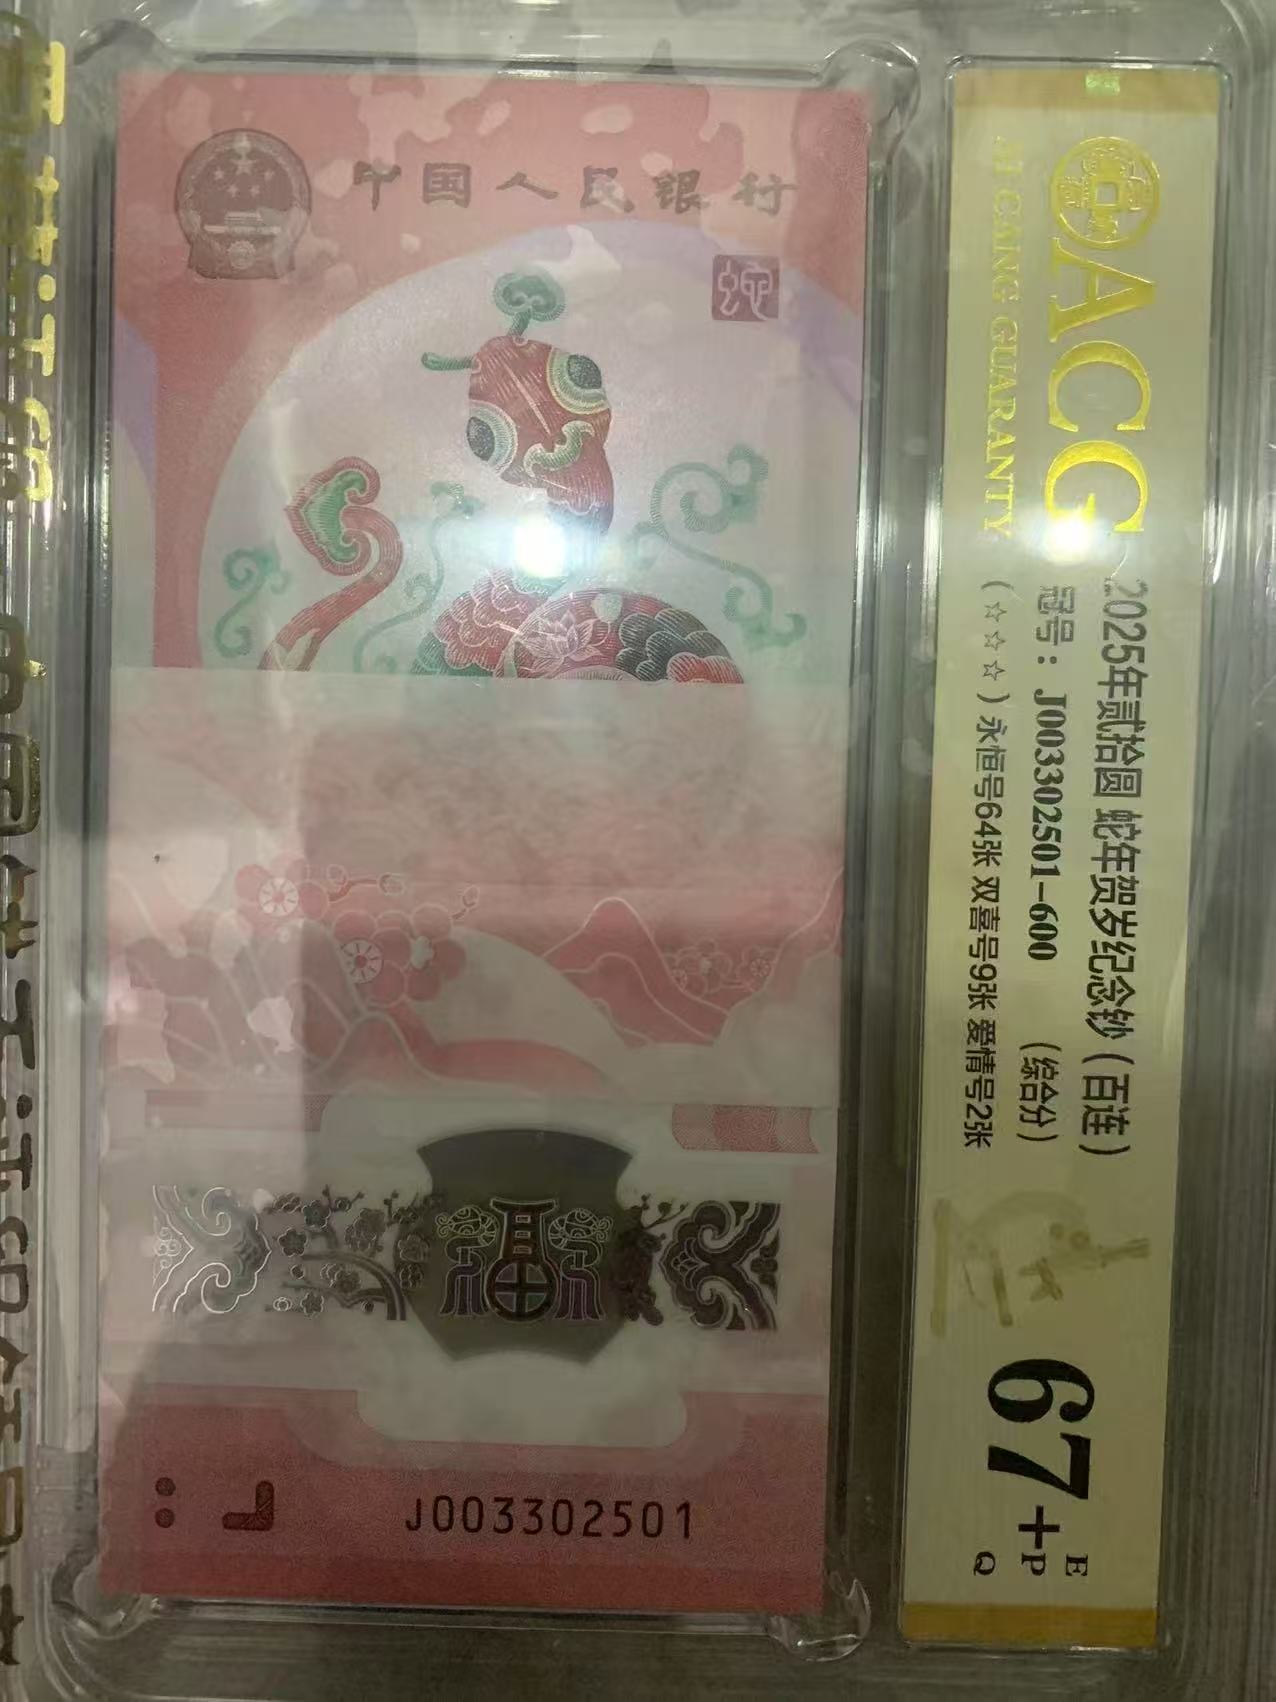 中国人民银行
蛇
J003302501
ACG
AI CANG GUARANTY
2025年贰拾圆 蛇年贺岁纪念钞（百连）
冠号：J003302501-600 （综合分）
（☆☆☆）永恒号64张 双喜号9张 爱情号2张
67+
E
P
Q